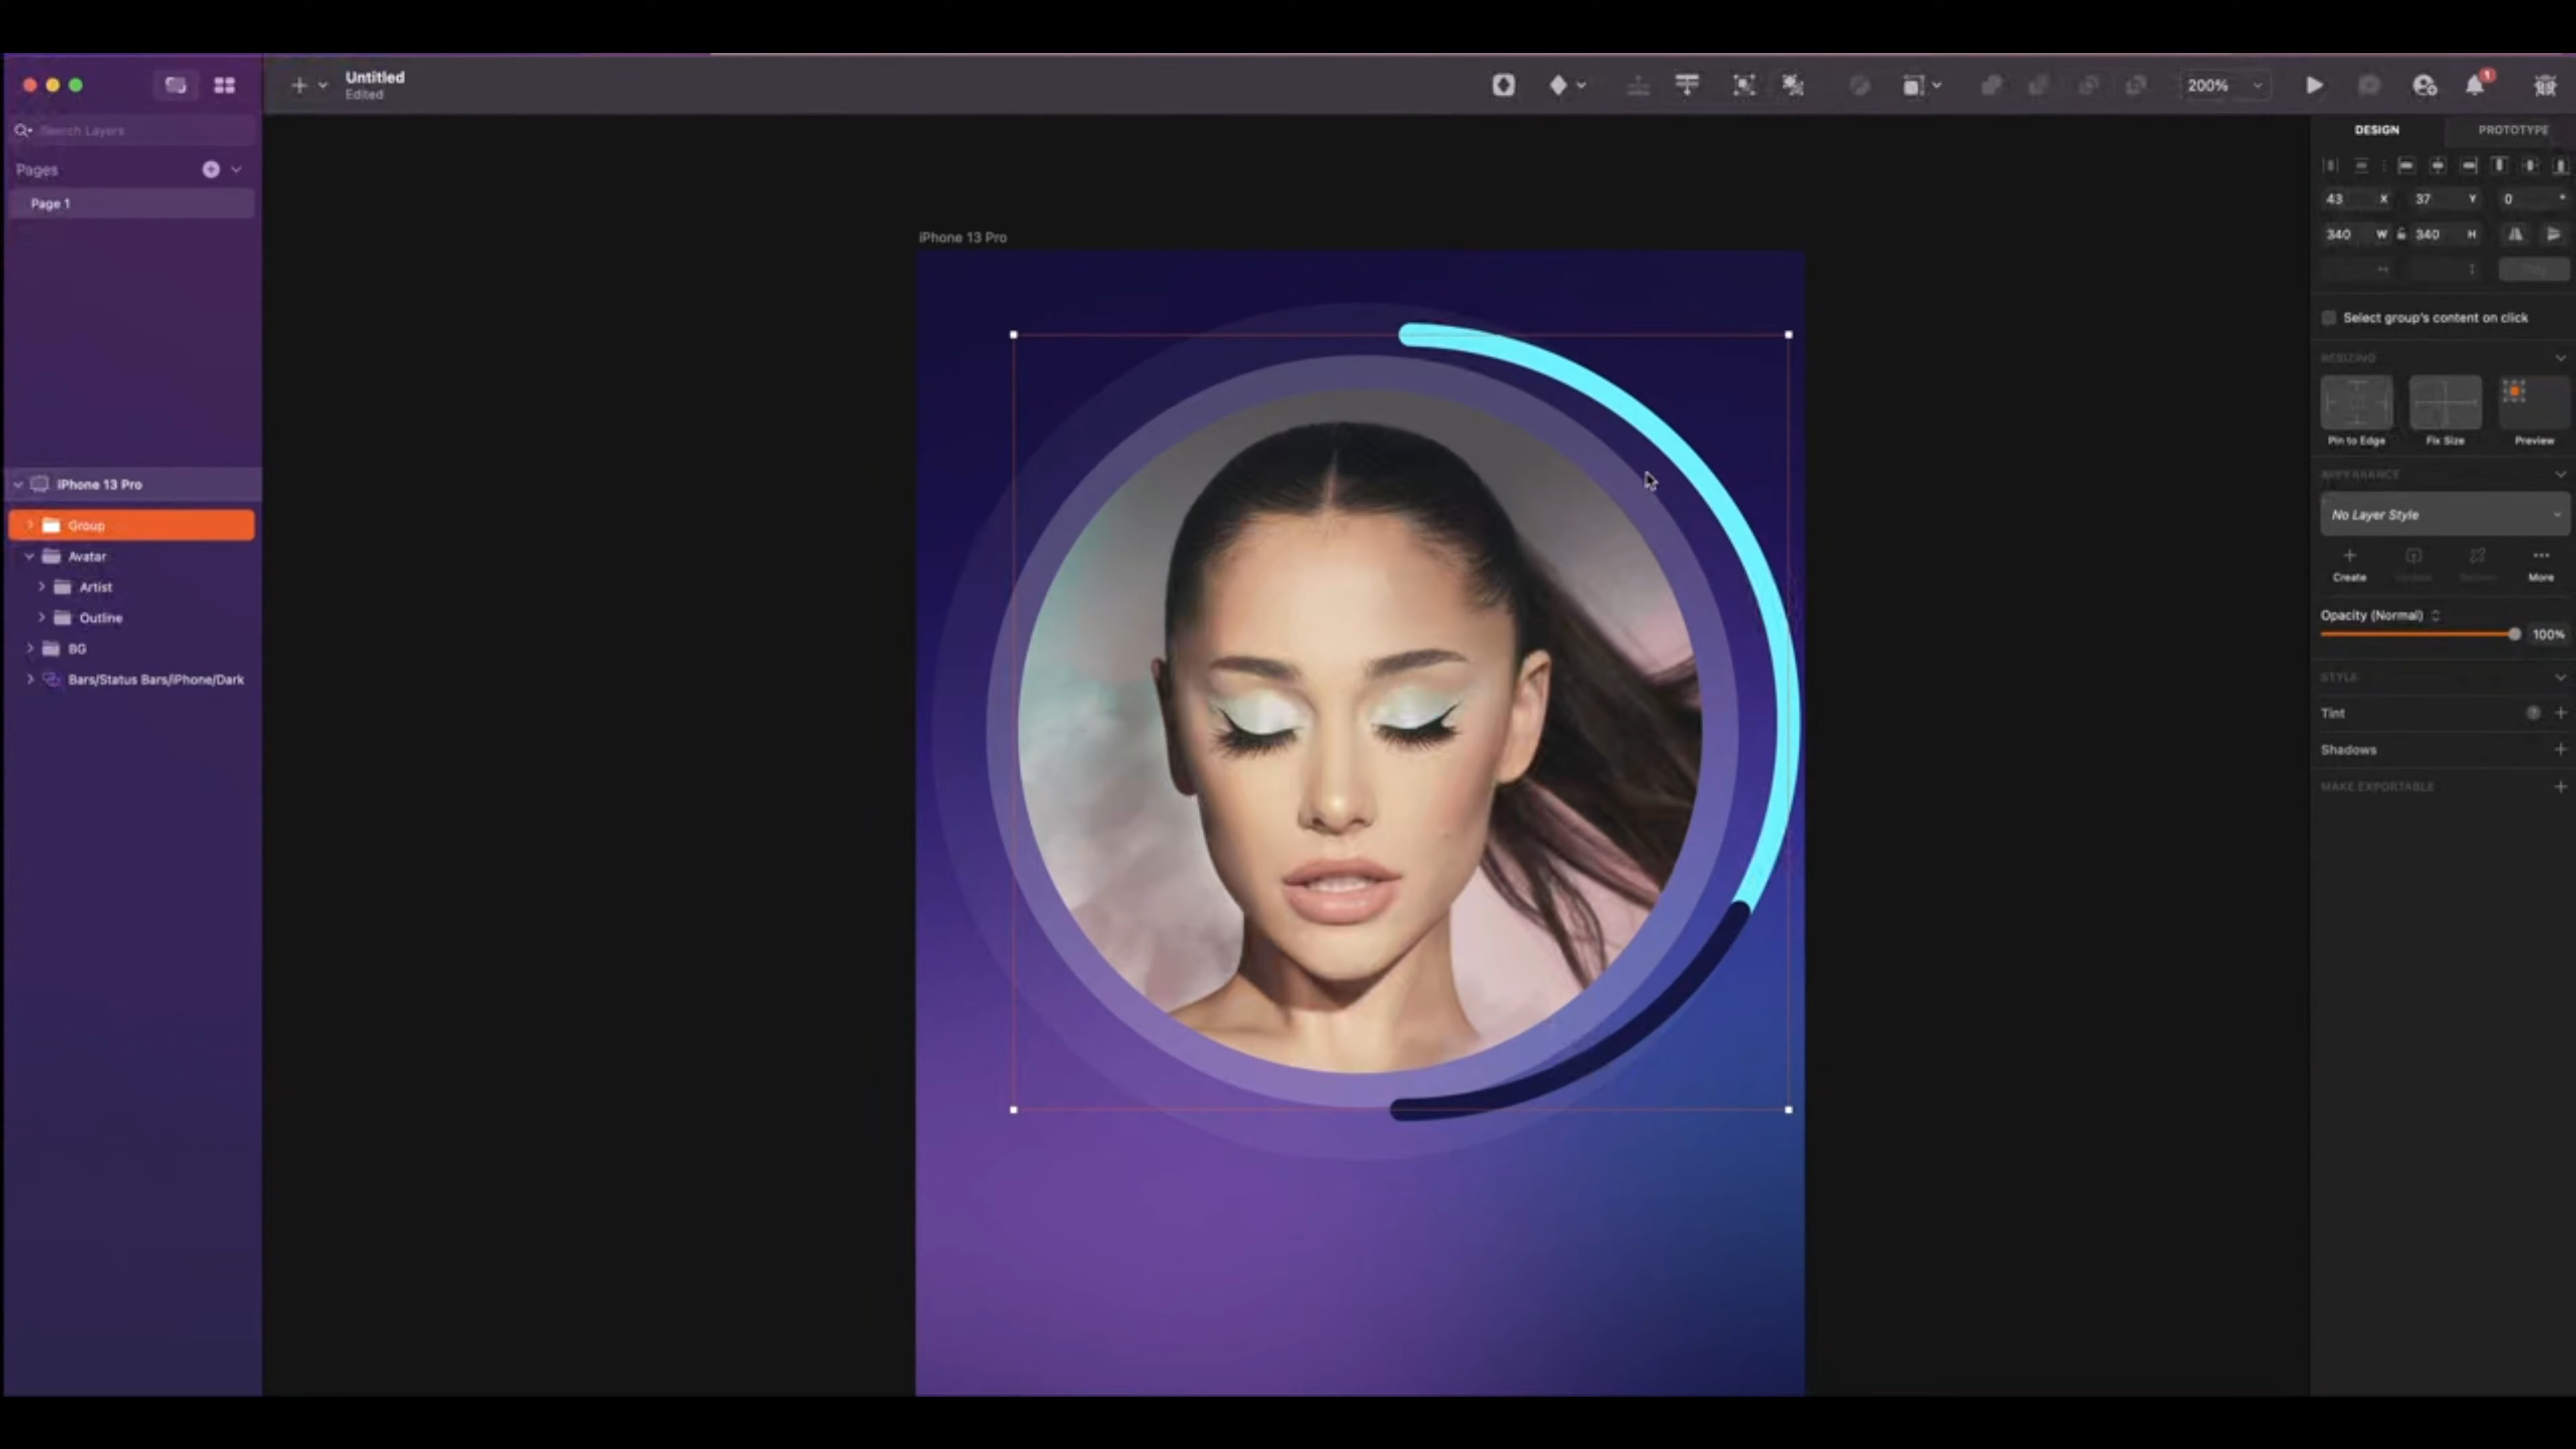 Untitled
Edited
200%
1
Search Layers
Pages
Page 1
iPhone 13 Pro
Group
Avatar
Artist
Outline
BG
Bars/Status Bars/iPhone/Dark
iPhone 13 Pro
DESIGN PROTOTYPE
43 X 37 Y 0 °
340 W 340 H
Select group's content on click
RESIZING
Pin to Edge Fix Size Preview
APPEARANCE
No Layer Style
Create More
Opacity (Normal) 100%
STYLE
Tint
Shadows
MAKE EXPORTABLE